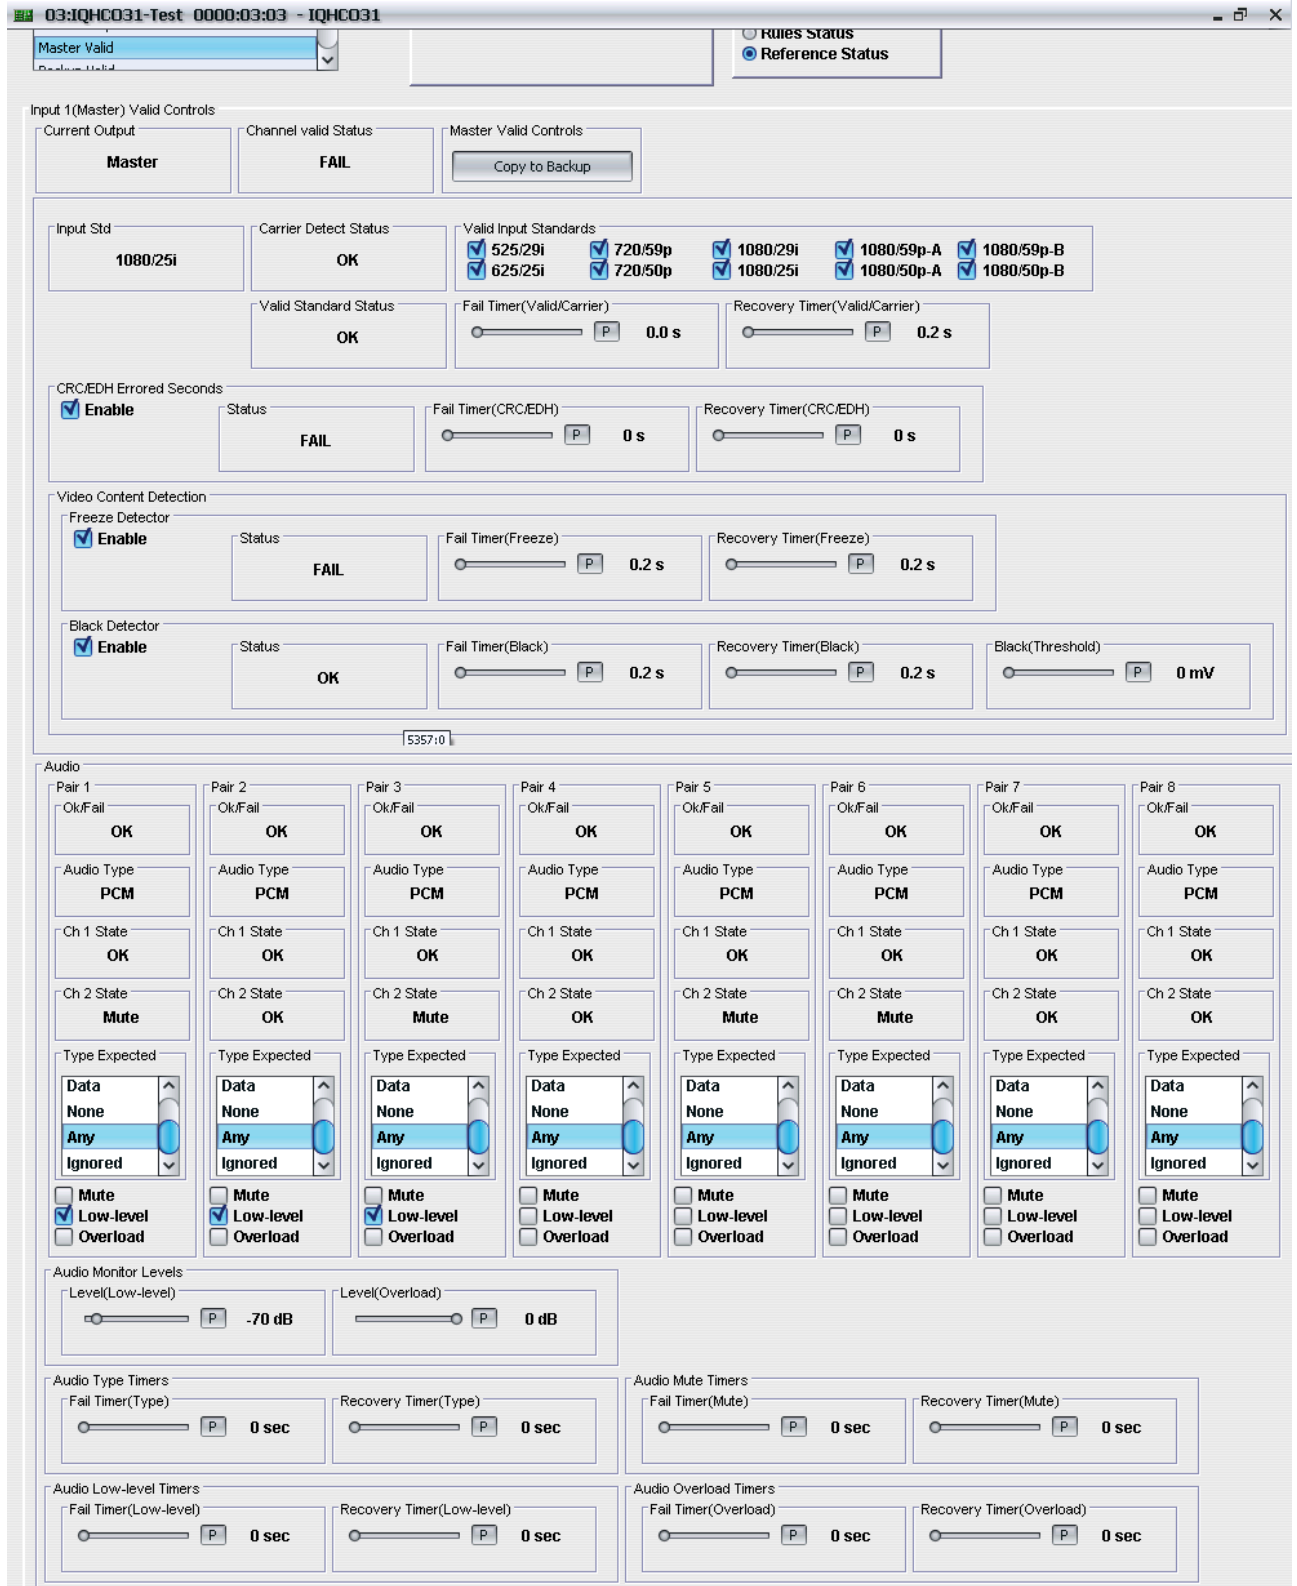 03:IQHCO31-Test 0000:03:03 - IQHCO31
Master Valid
Rules Status
Reference Status
Input 1(Master) Valid Controls
Current Output
Master
Channel valid Status
FAIL
Master Valid Controls
Copy to Backup
Input Std
1080/25i
Carrier Detect Status
OK
Valid Input Standards
525/29i 720/59p 1080/29i 1080/59p-A 1080/59p-B
625/25i 720/50p 1080/25i 1080/50p-A 1080/50p-B
Valid Standard Status
OK
Fail Timer(Valid/Carrier)
P 0.0 s
Recovery Timer(Valid/Carrier)
P 0.2 s
CRC/EDH Errored Seconds
Enable
Status
FAIL
Fail Timer(CRC/EDH)
P 0 s
Recovery Timer(CRC/EDH)
P 0 s
Video Content Detection
Freeze Detector
Enable
Status
FAIL
Fail Timer(Freeze)
P 0.2 s
Recovery Timer(Freeze)
P 0.2 s
Black Detector
Enable
Status
OK
Fail Timer(Black)
P 0.2 s
Recovery Timer(Black)
P 0.2 s
Black(Threshold)
P 0 mV
5357:0
Audio
Pair 1 Pair 2 Pair 3 Pair 4 Pair 5 Pair 6 Pair 7 Pair 8
Ok/Fail Ok/Fail Ok/Fail Ok/Fail Ok/Fail Ok/Fail Ok/Fail Ok/Fail
OK OK OK OK OK OK OK OK
Audio Type Audio Type Audio Type Audio Type Audio Type Audio Type Audio Type Audio Type
PCM PCM PCM PCM PCM PCM PCM PCM
Ch 1 State Ch 1 State Ch 1 State Ch 1 State Ch 1 State Ch 1 State Ch 1 State Ch 1 State
OK OK OK OK OK OK OK OK
Ch 2 State Ch 2 State Ch 2 State Ch 2 State Ch 2 State Ch 2 State Ch 2 State Ch 2 State
Mute OK Mute OK Mute Mute OK OK
Type Expected Type Expected Type Expected Type Expected Type Expected Type Expected Type Expected Type Expected
Data Data Data Data Data Data Data Data
None None None None None None None None
Any Any Any Any Any Any Any Any
Ignored Ignored Ignored Ignored Ignored Ignored Ignored Ignored
Mute Mute Mute Mute Mute Mute Mute Mute
Low-level Low-level Low-level Low-level Low-level Low-level Low-level Low-level
Overload Overload Overload Overload Overload Overload Overload Overload
Audio Monitor Levels
Level(Low-level)
P -70 dB
Level(Overload)
P 0 dB
Audio Type Timers
Fail Timer(Type)
P 0 sec
Recovery Timer(Type)
P 0 sec
Audio Mute Timers
Fail Timer(Mute)
P 0 sec
Recovery Timer(Mute)
P 0 sec
Audio Low-level Timers
Fail Timer(Low-level)
P 0 sec
Recovery Timer(Low-level)
P 0 sec
Audio Overload Timers
Fail Timer(Overload)
P 0 sec
Recovery Timer(Overload)
P 0 sec